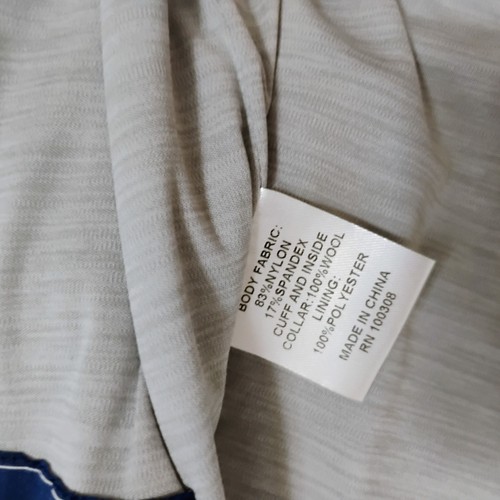 BODY FABRIC:
83%NYLON
17%SPANDEX
CUFF AND INSIDE
COLLAR:100%WOOL
LINING:
100%POLYESTER
MADE IN CHINA
RN 100308